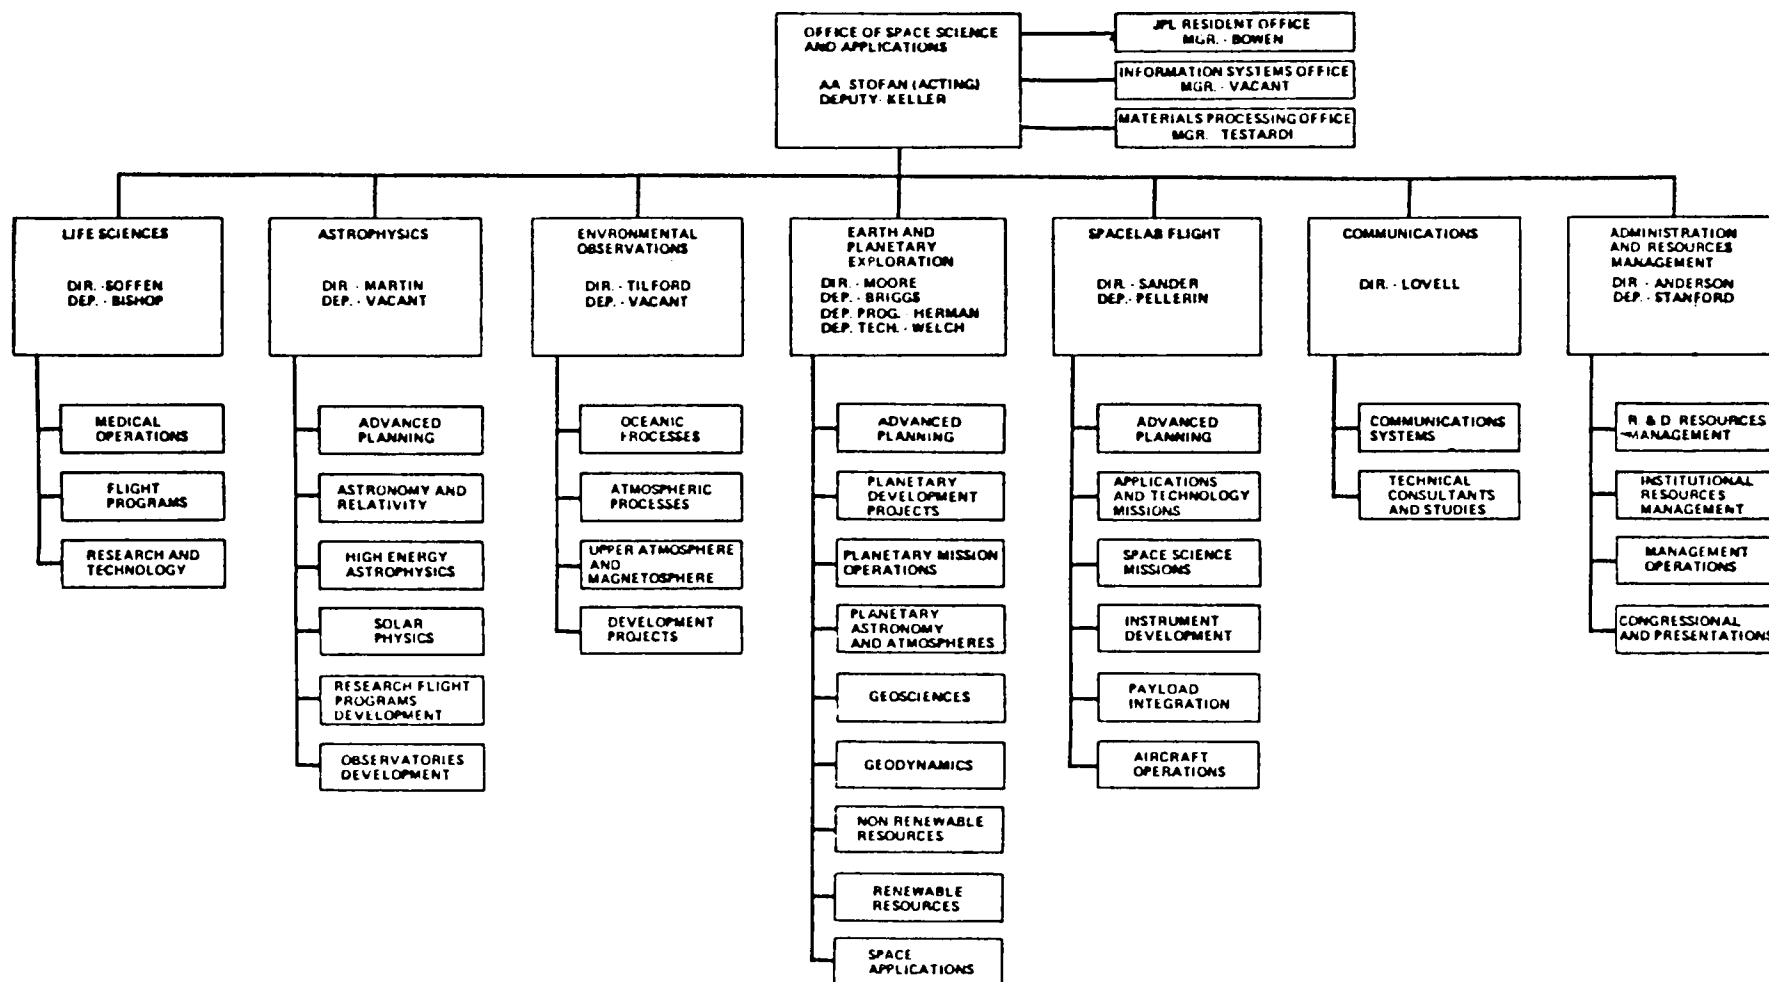 OFFICE OF SPACE SCIENCE
AND APPLICATIONS
AA STOFAN (ACTING)
DEPUTY - KELLER
JPL RESIDENT OFFICE
MGR. - BOWEN
INFORMATION SYSTEMS OFFICE
MGR. - VACANT
MATERIALS PROCESSING OFFICE
MGR. TESTARDI
LIFE SCIENCES
DIR. - SOFFEN
DEP. - BISHOP
MEDICAL
OPERATIONS
FLIGHT
PROGRAMS
RESEARCH AND
TECHNOLOGY
ASTROPHYSICS
DIR - MARTIN
DEP. - VACANT
ADVANCED
PLANNING
ASTRONOMY AND
RELATIVITY
HIGH ENERGY
ASTROPHYSICS
SOLAR
PHYSICS
RESEARCH FLIGHT
PROGRAMS
DEVELOPMENT
OBSERVATORIES
DEVELOPMENT
ENVIRONMENTAL
OBSERVATIONS
DIR. - TILFORD
DEP. - VACANT
OCEANIC
PROCESSES
ATMOSPHERIC
PROCESSES
UPPER ATMOSPHERE
AND
MAGNETOSPHERE
DEVELOPMENT
PROJECTS
EARTH AND
PLANETARY
EXPLORATION
DIR. - MOORE
DEP. - BRIGGS
DEP. PROG. - HERMAN
DEP. TECH. - WELCH
ADVANCED
PLANNING
PLANETARY
DEVELOPMENT
PROJECTS
PLANETARY MISSION
OPERATIONS
PLANETARY
ASTRONOMY
AND ATMOSPHERES
GEOSCIENCES
GEODYNAMICS
NON RENEWABLE
RESOURCES
RENEWABLE
RESOURCES
SPACE
APPLICATIONS
SPACELAB FLIGHT
DIR. - SANDER
DEP. - PELLERIN
ADVANCED
PLANNING
APPLICATIONS
AND TECHNOLOGY
MISSIONS
SPACE SCIENCE
MISSIONS
INSTRUMENT
DEVELOPMENT
PAYLOAD
INTEGRATION
AIRCRAFT
OPERATIONS
COMMUNICATIONS
DIR. - LOVELL
COMMUNICATIONS
SYSTEMS
TECHNICAL
CONSULTANTS
AND STUDIES
ADMINISTRATION
AND RESOURCES
MANAGEMENT
DIR - ANDERSON
DEP. - STANFORD
R & D RESOURCES
MANAGEMENT
INSTITUTIONAL
RESOURCES
MANAGEMENT
MANAGEMENT
OPERATIONS
CONGRESSIONAL
AND PRESENTATIONS